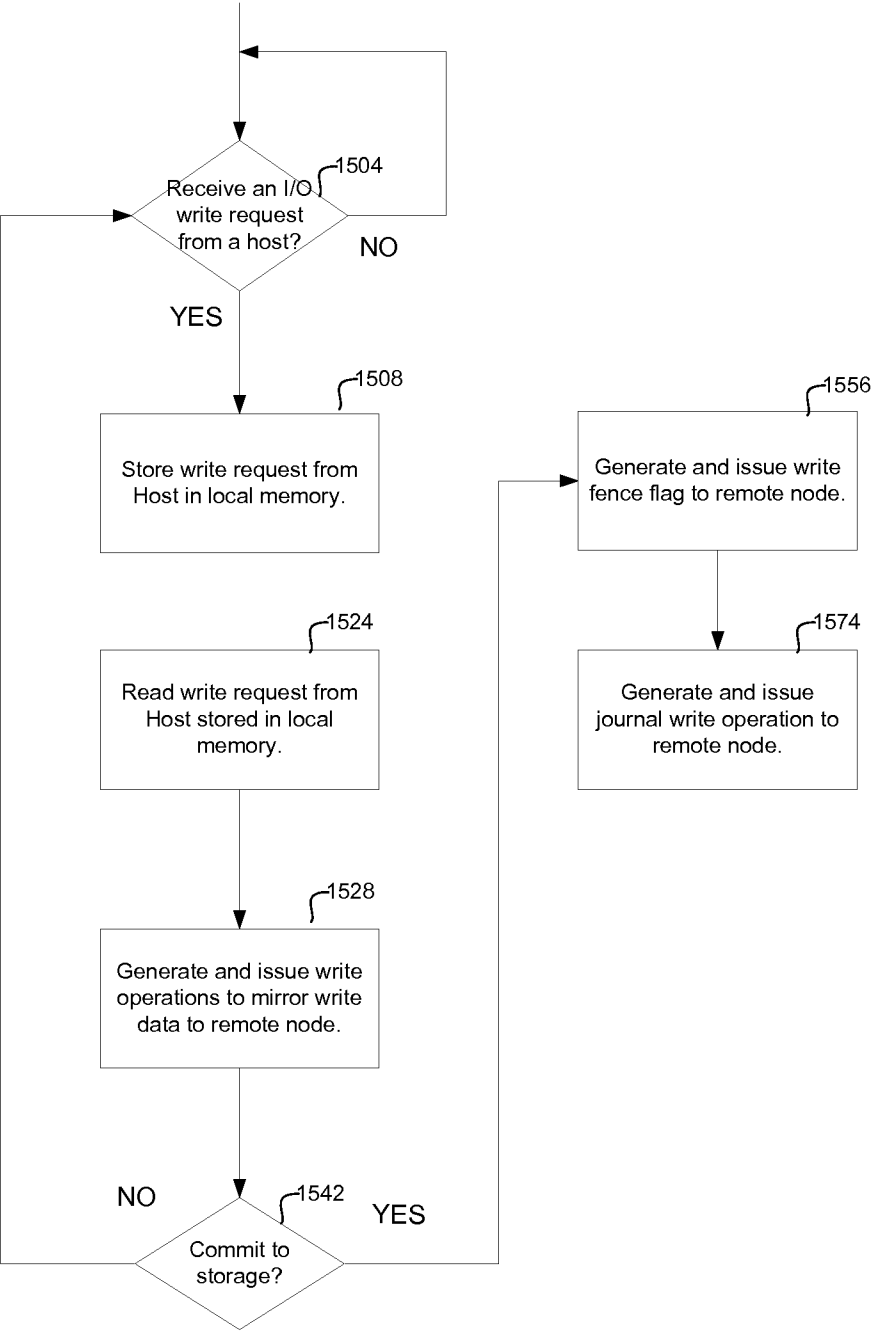 1504
Receive an I/O
write request
from a host?
NO
YES
1508
Store write request from
Host in local memory.
1524
Read write request from
Host stored in local
memory.
1528
Generate and issue write
operations to mirror write
data to remote node.
NO
1542
YES
Commit to
storage?
1556
Generate and issue write
fence flag to remote node.
1574
Generate and issue
journal write operation to
remote node.